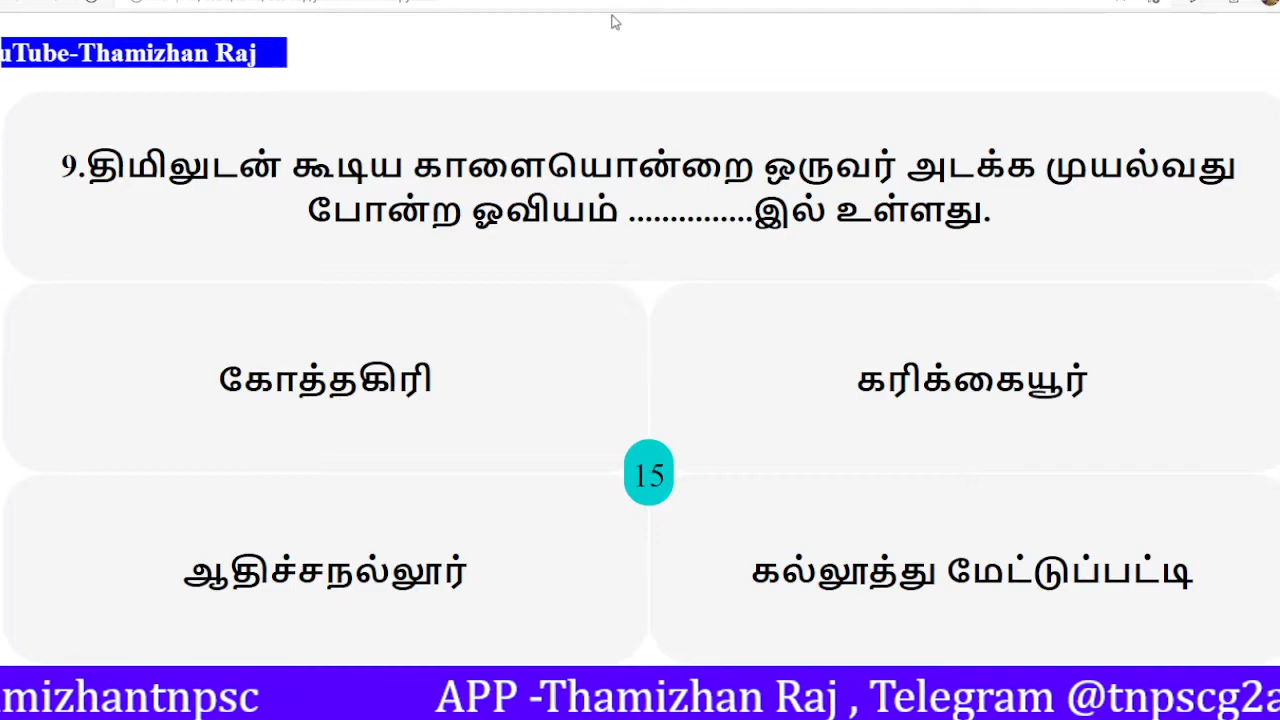 uTube-Thamizhan Raj
9.திமிலுடன் கூடிய காளையொன்றை ஒருவர் அடக்க முயல்வது
போன்ற ஓவியம் ...............இல் உள்ளது.
கோத்தகிரி
கரிக்கையூர்
15
ஆதிச்சநல்லூர்
கல்லூத்து மேட்டுப்பட்டி
mizhantnpsc APP -Thamizhan Raj , Telegram @tnpscg2a